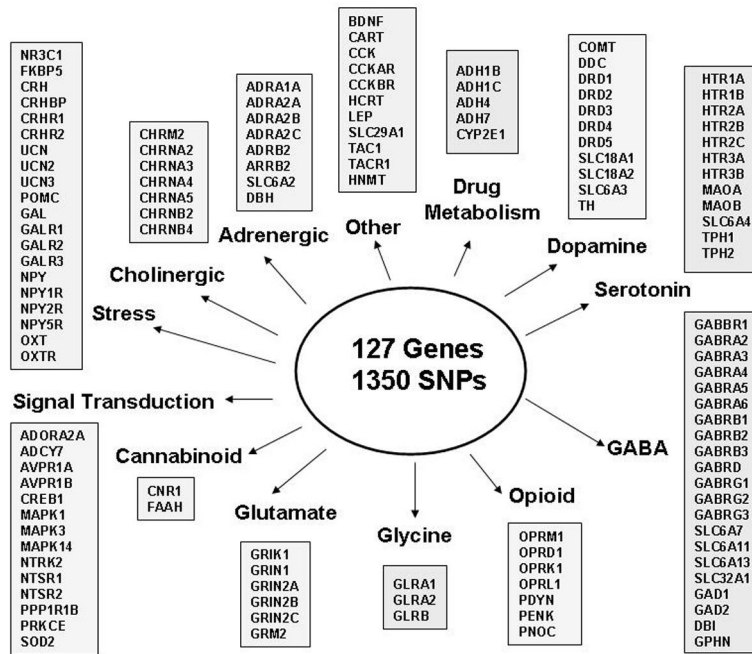 NR3C1
FKBP5
CRH
CRHBP
CRHR1
CRHR2
UCN
UCN2
UCN3
POMC
GAL
GALR1
GALR2
GALR3
NPY
NPY1R
NPY2R
NPY5R
OXT
OXTR
Stress
CHRM2
CHRNA2
CHRNA3
CHRNA4
CHRNA5
CHRNB2
CHRNB4
Cholinergic
ADRA1A
ADRA2A
ADRA2B
ADRA2C
ADRB2
ARRB2
SLC6A2
DBH
Adrenergic
BDNF
CART
CCK
CCKAR
CCKBR
HCRT
LEP
SLC29A1
TAC1
TACR1
HNMT
Other
ADH1B
ADH1C
ADH4
ADH7
CYP2E1
Drug
Metabolism
COMT
DDC
DRD1
DRD2
DRD3
DRD4
DRD5
SLC18A1
SLC18A2
SLC6A3
TH
Dopamine
HTR1A
HTR1B
HTR2A
HTR2B
HTR2C
HTR3A
HTR3B
MAOA
MAOB
SLC6A4
TPH1
TPH2
Serotonin
127 Genes
1350 SNPs
Signal Transduction
ADORA2A
ADCY7
AVPR1A
AVPR1B
CREB1
MAPK1
MAPK3
MAPK14
NTRK2
NTSR1
NTSR2
PPP1R1B
PRKCE
SOD2
Cannabinoid
CNR1
FAAH
Glutamate
GRIK1
GRIN1
GRIN2A
GRIN2B
GRIN2C
GRM2
Glycine
GLRA1
GLRA2
GLRB
Opioid
OPRM1
OPRD1
OPRK1
OPRL1
PDYN
PENK
PNOC
GABA
GABBR1
GABRA2
GABRA3
GABRA4
GABRA5
GABRA6
GABRB1
GABRB2
GABRB3
GABRD
GABRG1
GABRG2
GABRG3
SLC6A7
SLC6A11
SLC6A13
SLC32A1
GAD1
GAD2
DBI
GPHN